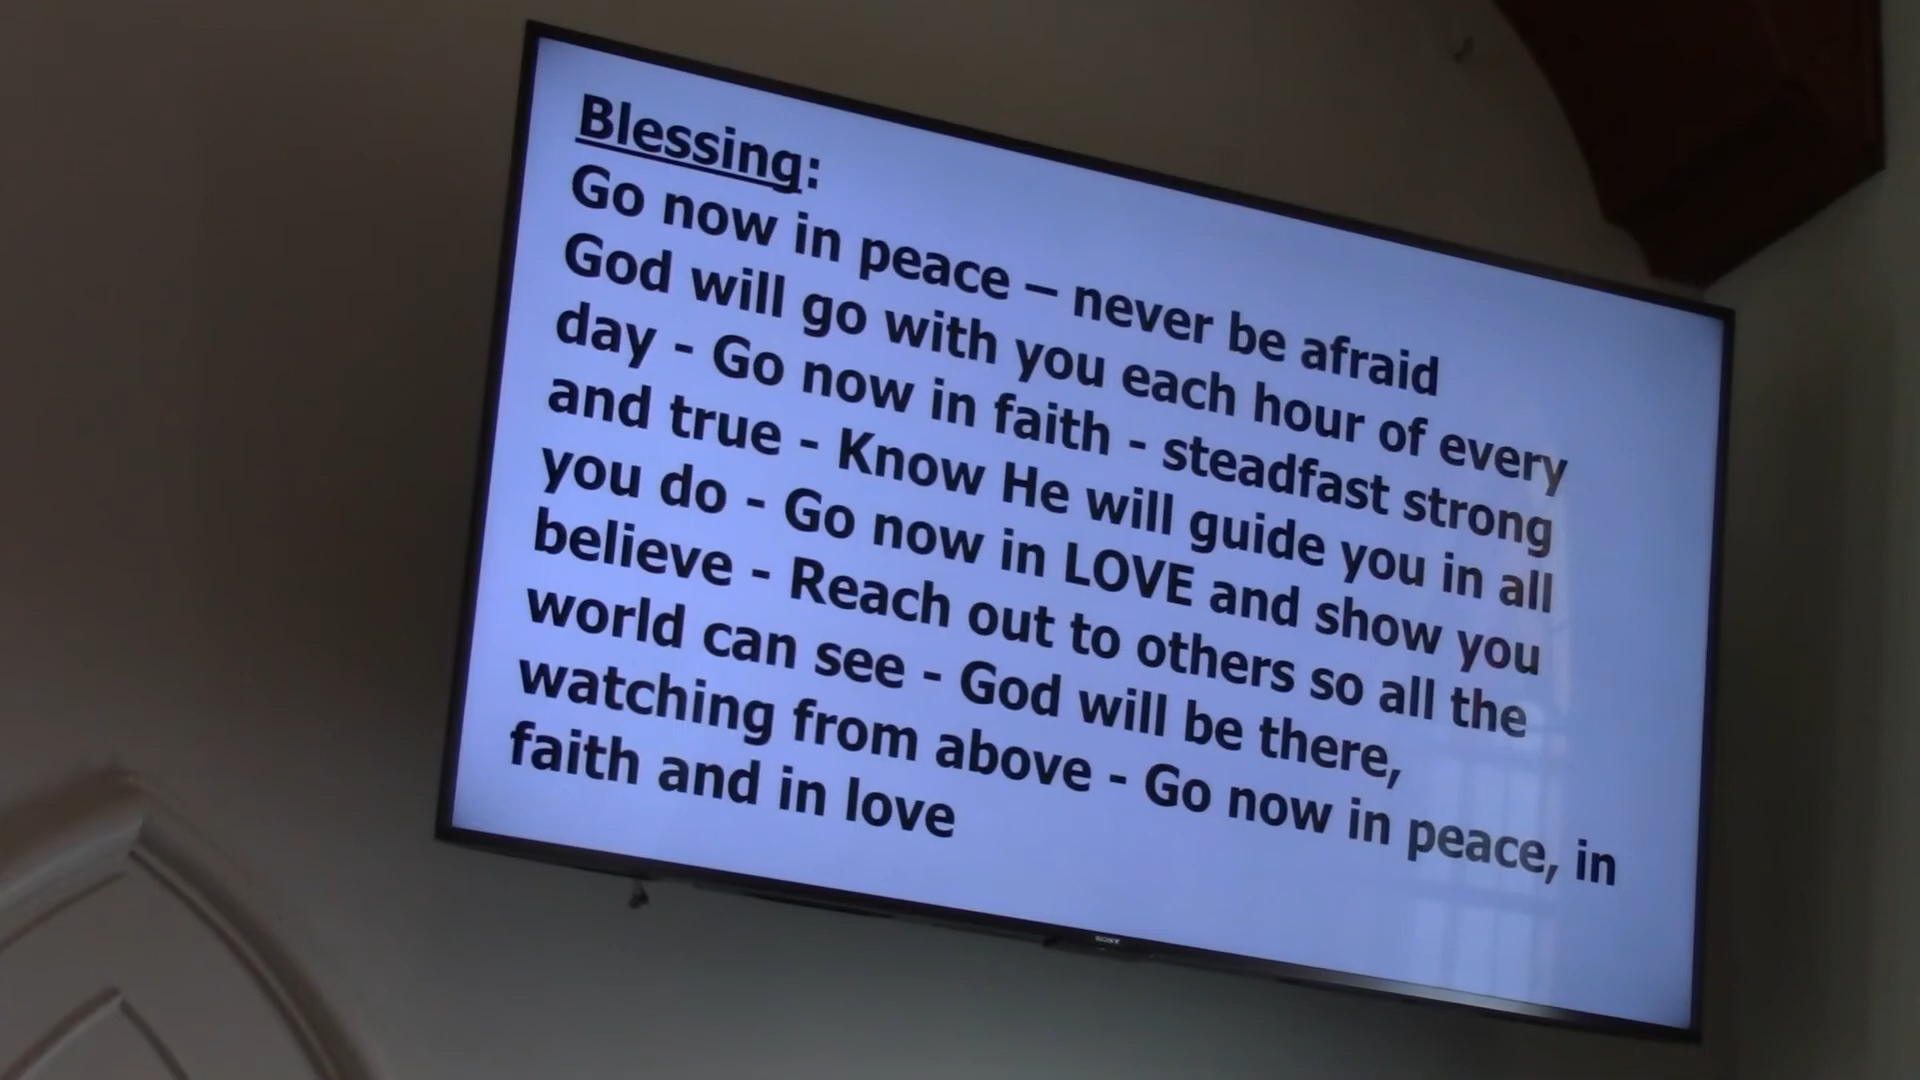 Blessing:
Go now in peace – never be afraid
God will go with you each hour of every
day - Go now in faith - steadfast strong
and true - Know He will guide you in all
you do - Go now in LOVE and show you
believe - Reach out to others so all the
world can see - God will be there,
watching from above - Go now in peace, in
faith and in love
SONY